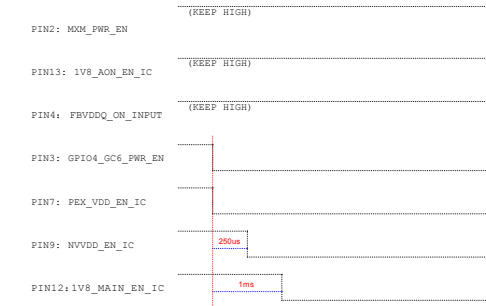 (KEEP HIGH)
PIN2: MXM_PWR_EN
(KEEP HIGH)
PIN13: 1V8_AON_EN_IC
(KEEP HIGH)
PIN4: FBVDDQ_ON_INPUT
PIN3: GPIO4_GC6_PWR_EN
PIN7: PEX_VDD_EN_IC
250us
PIN9: NVVDD_EN_IC
1ms
PIN12:1V8_MAIN_EN_IC